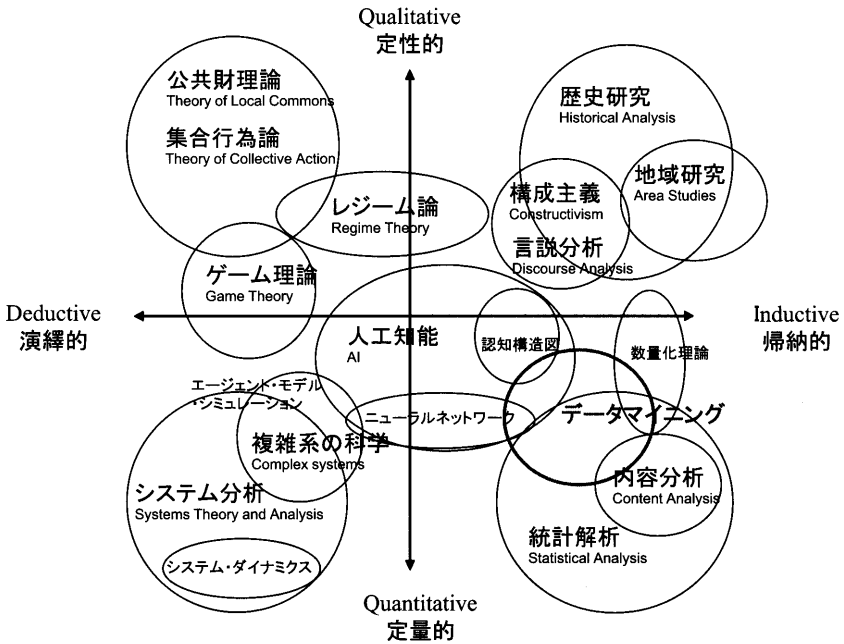 Qualitative
定性的
公共財理論
Theory of Local Commons
集合行為論
Theory of Collective Action
歴史研究
Historical Analysis
地域研究
Area Studies
構成主義
Constructivism
言説分析
Discourse Analysis
レジーム論
Regime Theory
ゲーム理論
Game Theory
Deductive
演繹的
Inductive
帰納的
人工知能
AI
認知構造図
数量化理論
エージェント・モデル
・シミュレーション
ニューラルネットワーク
データマイニング
複雑系の科学
Complex systems
システム分析
Systems Theory and Analysis
内容分析
Content Analysis
統計解析
Statistical Analysis
システム・ダイナミクス
Quantitative
定量的